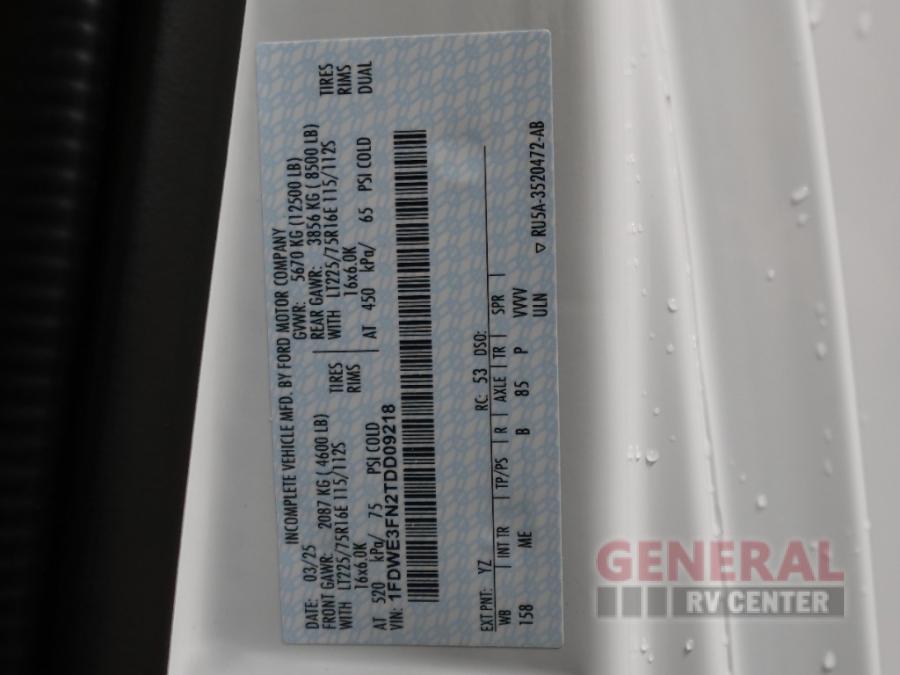 INCOMPLETE VEHICLE MFD. BY FORD MOTOR COMPANY
DATE: 03/25 GVWR: 5670 KG (12500 LB)
FRONT GAWR: 2087 KG ( 4600 LB) REAR GAWR: 3856 KG ( 8500 LB)
WITH LT225/75R16E 115/112S TIRES WITH LT225/75R16E 115/112S TIRES
16x6.0K RIMS 16x6.0K RIMS
AT 520 kPa/ 75 PSI COLD AT 450 kPa/ 65 PSI COLD DUAL
VIN: 1FDWE3FN2TDD09218
EXT PNT: YZ RC: 53 DSO:
WB INT TR TP/PS R AXLE TR SPR
158 ME B 85 P VVVV
ULN
▽ RU5A-3520472-AB
GENERAL
RV CENTER